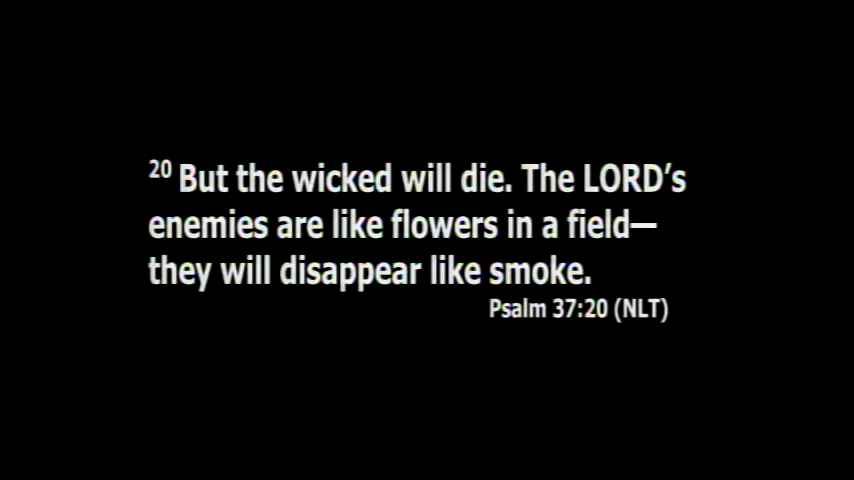 20 But the wicked will die. The LORD’s
enemies are like flowers in a field—
they will disappear like smoke.
Psalm 37:20 (NLT)